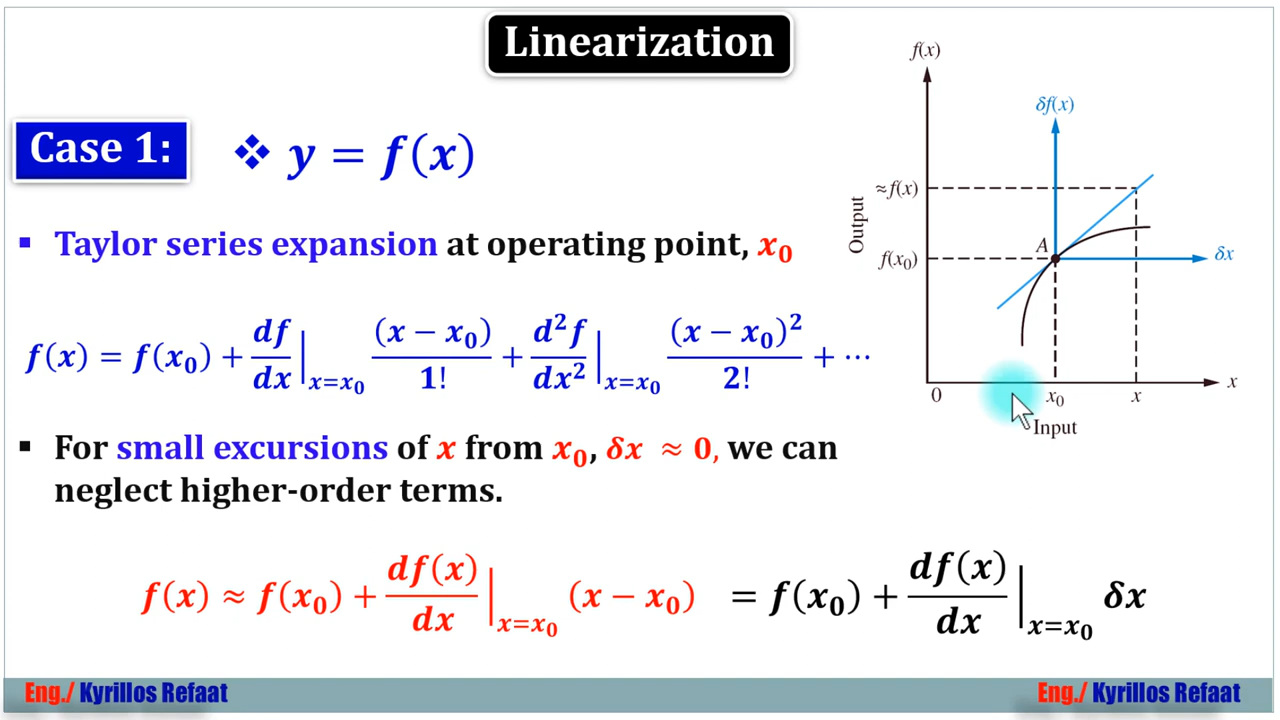 Linearization
Case 1:
❖ y = f(x)
▪ Taylor series expansion at operating point, x₀
f(x) = f(x₀) + df/dx |ₓ₌ₓ₀ (x − x₀)/1! + d²f/dx² |ₓ₌ₓ₀ (x − x₀)²/2! + ⋯
▪ For small excursions of x from x₀, δx ≈ 0, we can
neglect higher-order terms.
f(x) ≈ f(x₀) + df(x)/dx |ₓ₌ₓ₀ (x − x₀) = f(x₀) + df(x)/dx |ₓ₌ₓ₀ δx
f(x)
δf(x)
≈f(x)
Output
A
f(x₀)
δx
0
x₀
x
x
Input
Eng./ Kyrillos Refaat
Eng./ Kyrillos Refaat